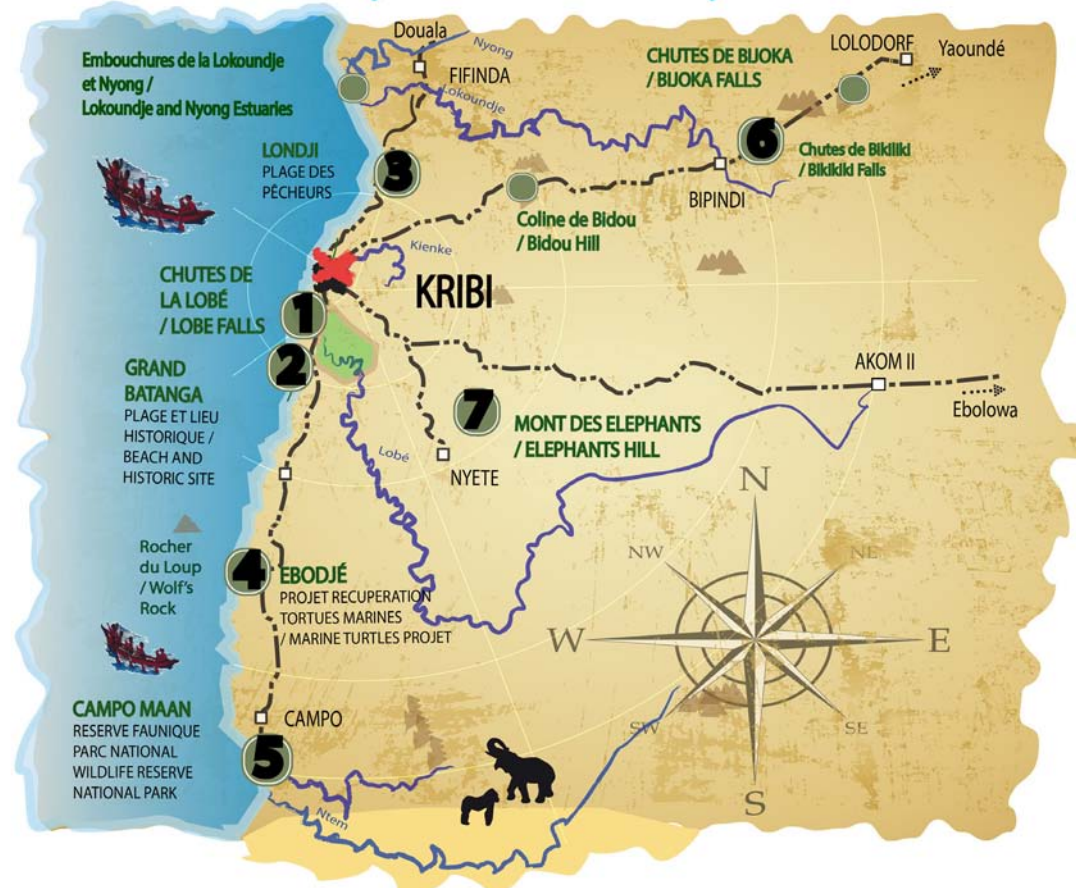 Douala
Nyong
FIFINDA
Lokoundje
Embouchures de la Lokoundje
et Nyong /
Lokoundje and Nyong Estuaries
CHUTES DE BIJOKA
/ BIJOKA FALLS
LOLODORF
Yaoundé
LONDJI
PLAGE DES
PÊCHEURS
3
6
Chutes de Bikiliki
/ Bikikiki Falls
BIPINDI
Coline de Bidou
/ Bidou Hill
Kienke
KRIBI
CHUTES DE
LA LOBÉ
/ LOBE FALLS
1
2
GRAND
BATANGA
PLAGE ET LIEU
HISTORIQUE /
BEACH AND
HISTORIC SITE
AKOM II
Ebolowa
7
MONT DES ELEPHANTS
/ ELEPHANTS HILL
Lobé
NYETE
Rocher
du Loup
/ Wolf's
Rock
4
EBODJÉ
PROJET RECUPERATION
TORTUES MARINES
/ MARINE TURTLES PROJET
N
NW
NE
W
E
SW
SE
S
CAMPO MAAN
RESERVE FAUNIQUE
PARC NATIONAL
WILDLIFE RESERVE
NATIONAL PARK
CAMPO
5
Ntem